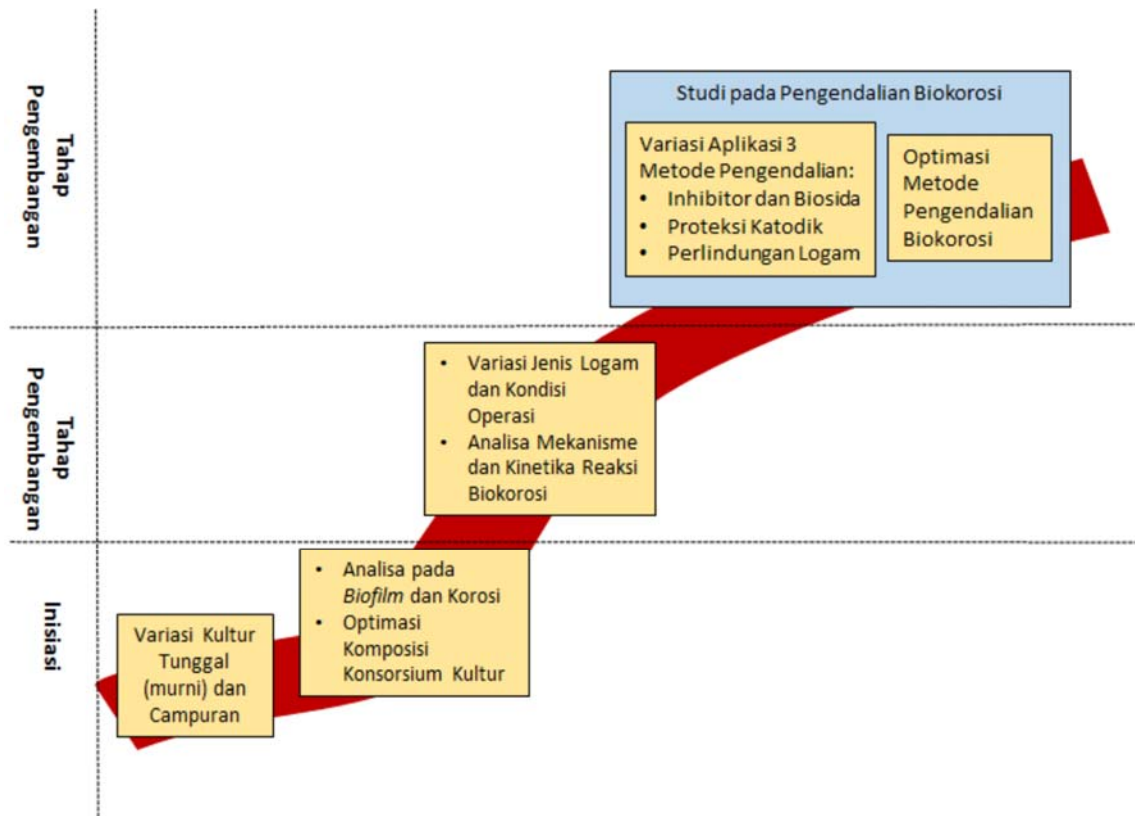 Tahap
Pengembangan
Studi pada Pengendalian Biokorosi
Variasi Aplikasi 3
Metode Pengendalian:
• Inhibitor dan Biosida
• Proteksi Katodik
• Perlindungan Logam
Optimasi
Metode
Pengendalian
Biokorosi
Tahap
Pengembangan
• Variasi Jenis Logam
dan Kondisi
Operasi
• Analisa Mekanisme
dan Kinetika Reaksi
Biokorosi
Inisiasi
• Analisa pada
Biofilm dan Korosi
• Optimasi
Komposisi
Konsorsium Kultur
Variasi Kultur
Tunggal
(murni) dan
Campuran